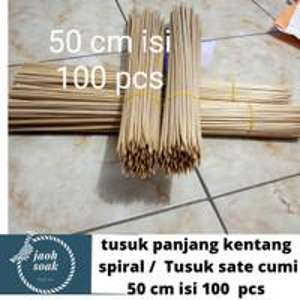 50 cm isi
100 pcs
jaoh
soak
tusuk panjang kentang
spiral / Tusuk sate cumi
50 cm isi 100 pcs